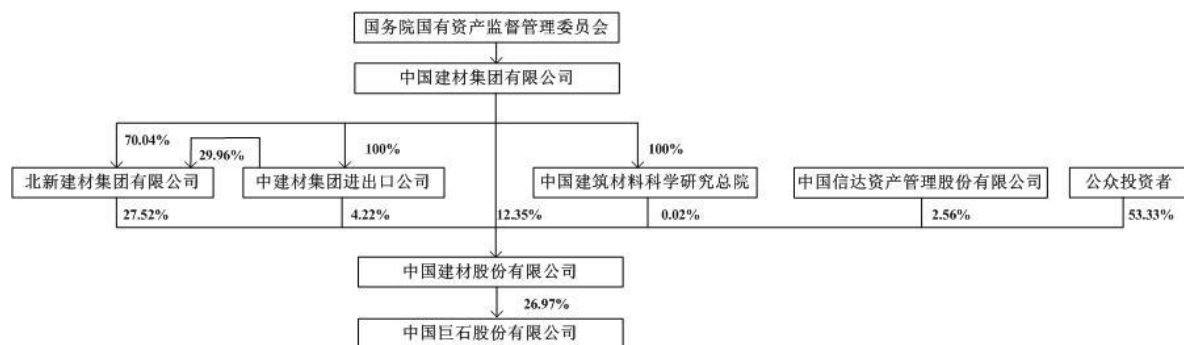 国务院国有资产监督管理委员会
中国建材集团有限公司
70.04%
29.96%
100%
100%
北新建材集团有限公司
中建材集团进出口公司
中国建筑材料科学研究总院
中国信达资产管理股份有限公司
公众投资者
27.52%
4.22%
12.35%
0.02%
2.56%
53.33%
中国建材股份有限公司
26.97%
中国巨石股份有限公司